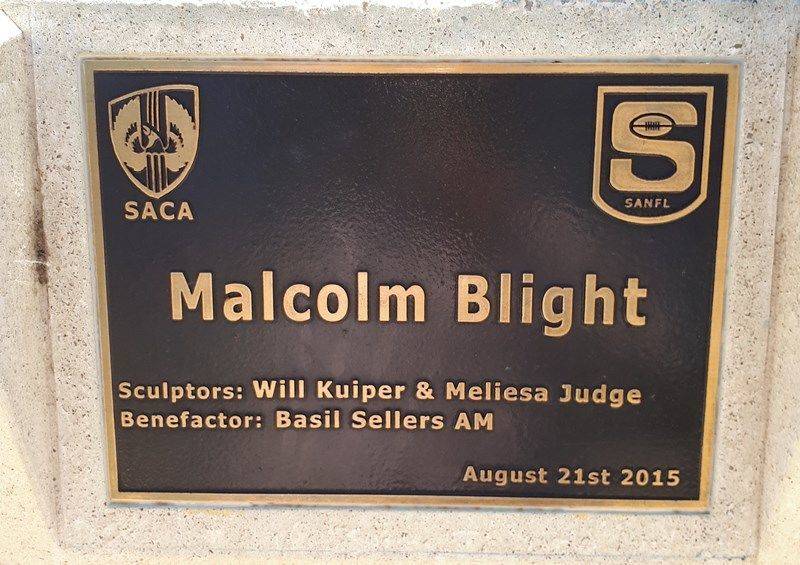 SACA
SANFL
Malcolm Blight
Sculptors: Will Kuiper & Meliesa Judge
Benefactor: Basil Sellers AM
August 21st 2015